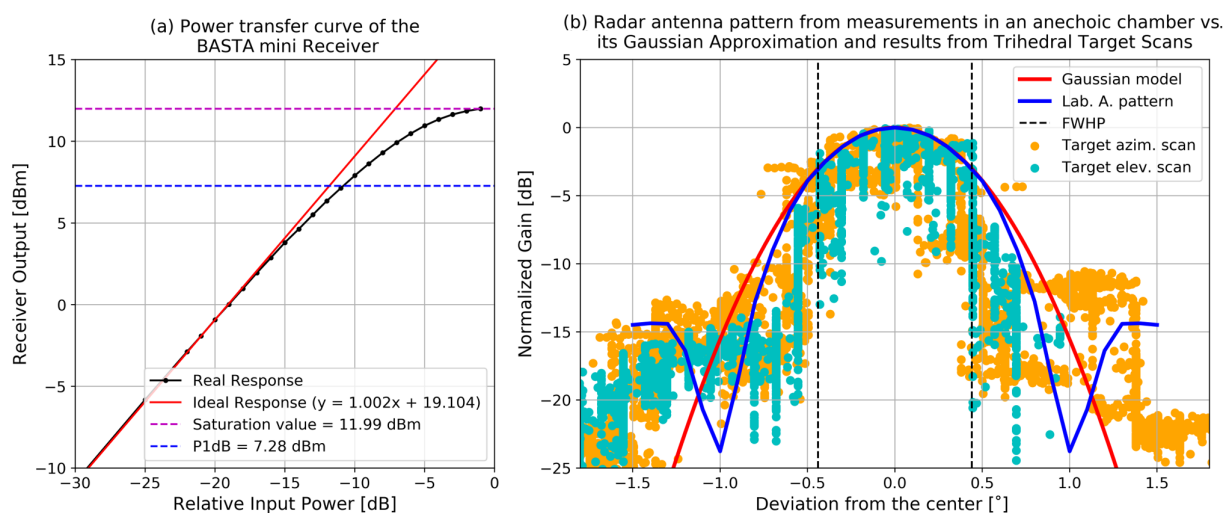 (a) Power transfer curve of the
BASTA mini Receiver
15
10
5
0
−5
−10
Receiver Output [dBm]
Real Response
Ideal Response (y = 1.002x + 19.104)
Saturation value = 11.99 dBm
P1dB = 7.28 dBm
−30
−25
−20
−15
−10
−5
0
Relative Input Power [dB]
(b) Radar antenna pattern from measurements in an anechoic chamber vs.
its Gaussian Approximation and results from Trihedral Target Scans
5
0
−5
−10
−15
−20
−25
Normalized Gain [dB]
Gaussian model
Lab. A. pattern
FWHP
Target azim. scan
Target elev. scan
−1.5
−1.0
−0.5
0.0
0.5
1.0
1.5
Deviation from the center [˚]